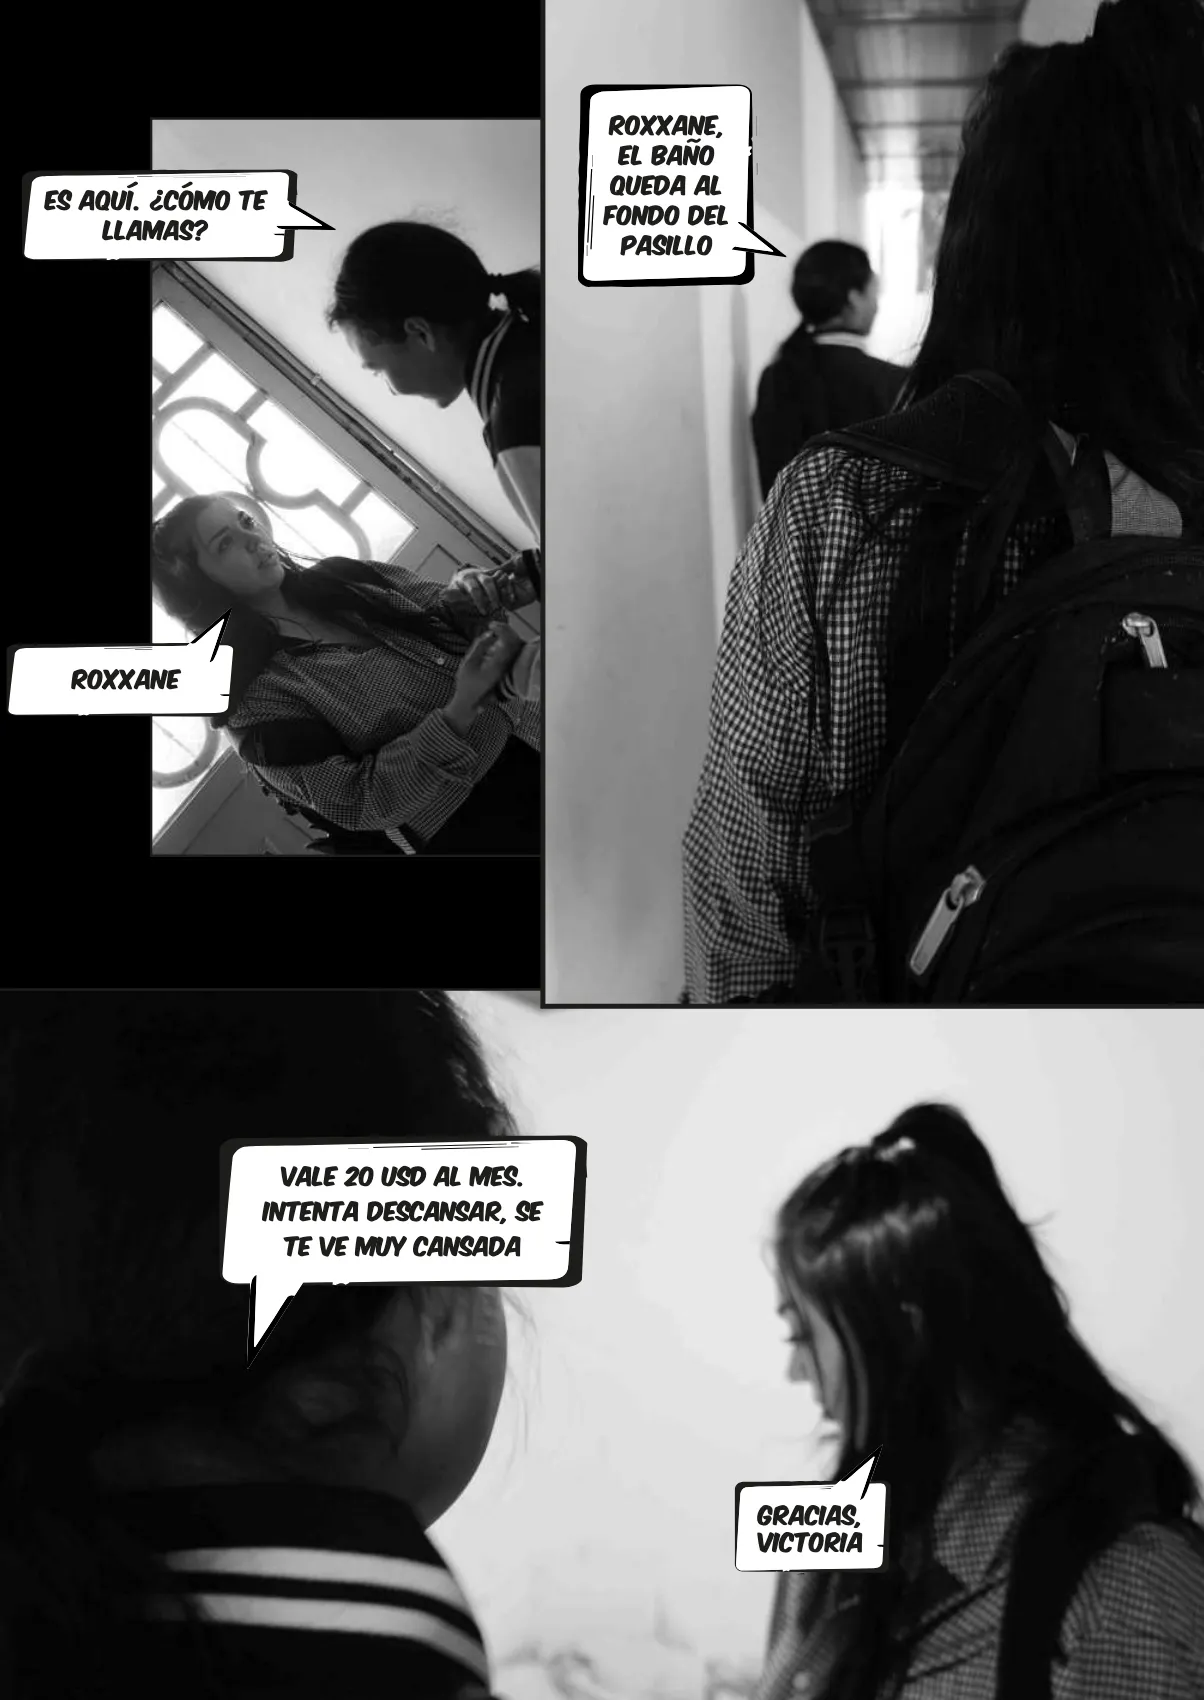 ES AQUÍ. ¿CÓMO TE
LLAMAS?
ROXXANE
ROXXANE,
EL BAÑO
QUEDA AL
FONDO DEL
PASILLO
VALE 20 USD AL MES.
INTENTA DESCANSAR, SE
TE VE MUY CANSADA
GRACIAS,
VICTORIA